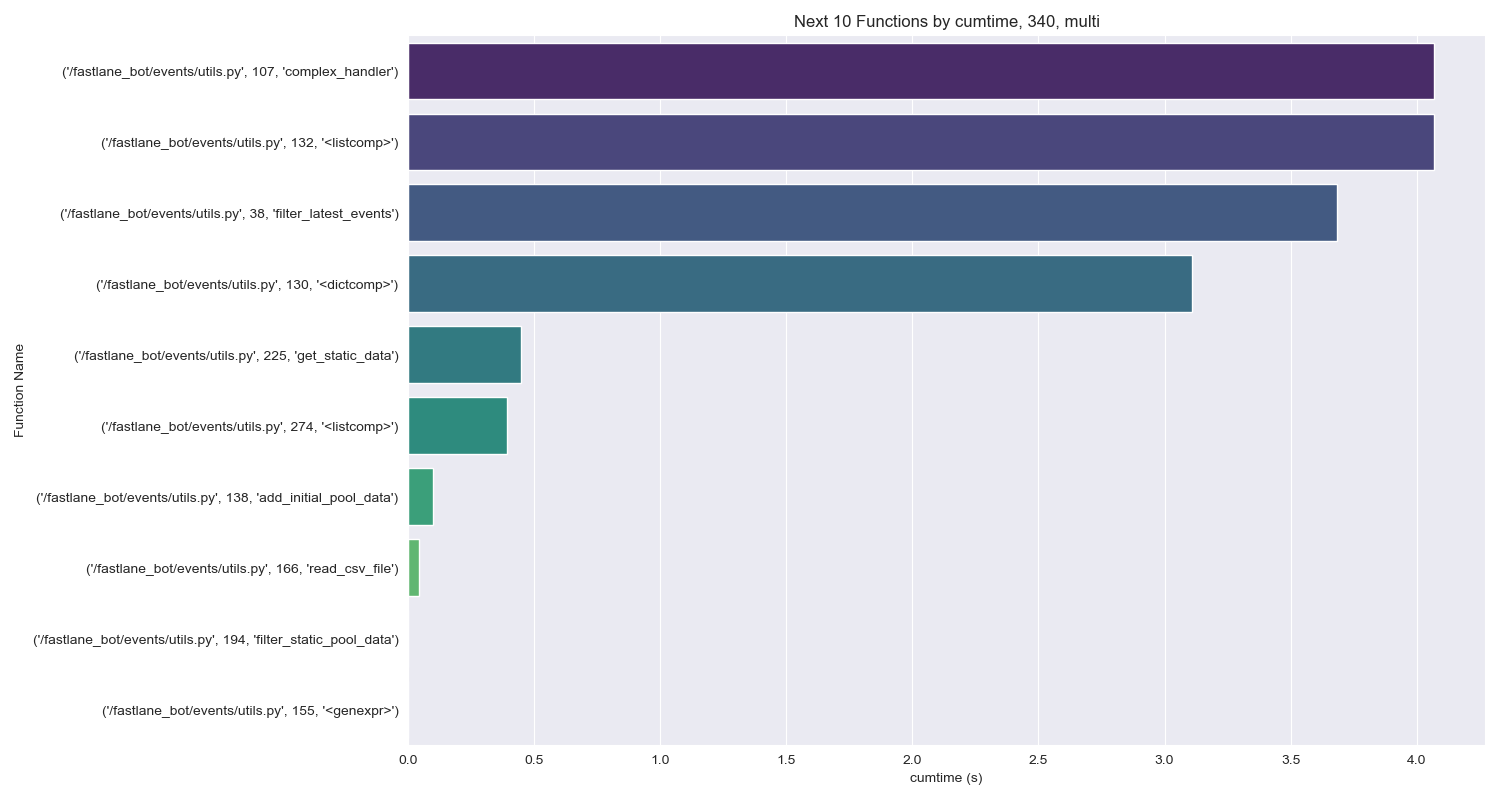 Next 10 Functions by cumtime, 340, multi
Function Name
('/fastlane_bot/events/utils.py', 107, 'complex_handler')
('/fastlane_bot/events/utils.py', 132, '<listcomp>')
('/fastlane_bot/events/utils.py', 38, 'filter_latest_events')
('/fastlane_bot/events/utils.py', 130, '<dictcomp>')
('/fastlane_bot/events/utils.py', 225, 'get_static_data')
('/fastlane_bot/events/utils.py', 274, '<listcomp>')
('/fastlane_bot/events/utils.py', 138, 'add_initial_pool_data')
('/fastlane_bot/events/utils.py', 166, 'read_csv_file')
('/fastlane_bot/events/utils.py', 194, 'filter_static_pool_data')
('/fastlane_bot/events/utils.py', 155, '<genexpr>')
0.0 0.5 1.0 1.5 2.0 2.5 3.0 3.5 4.0
cumtime (s)